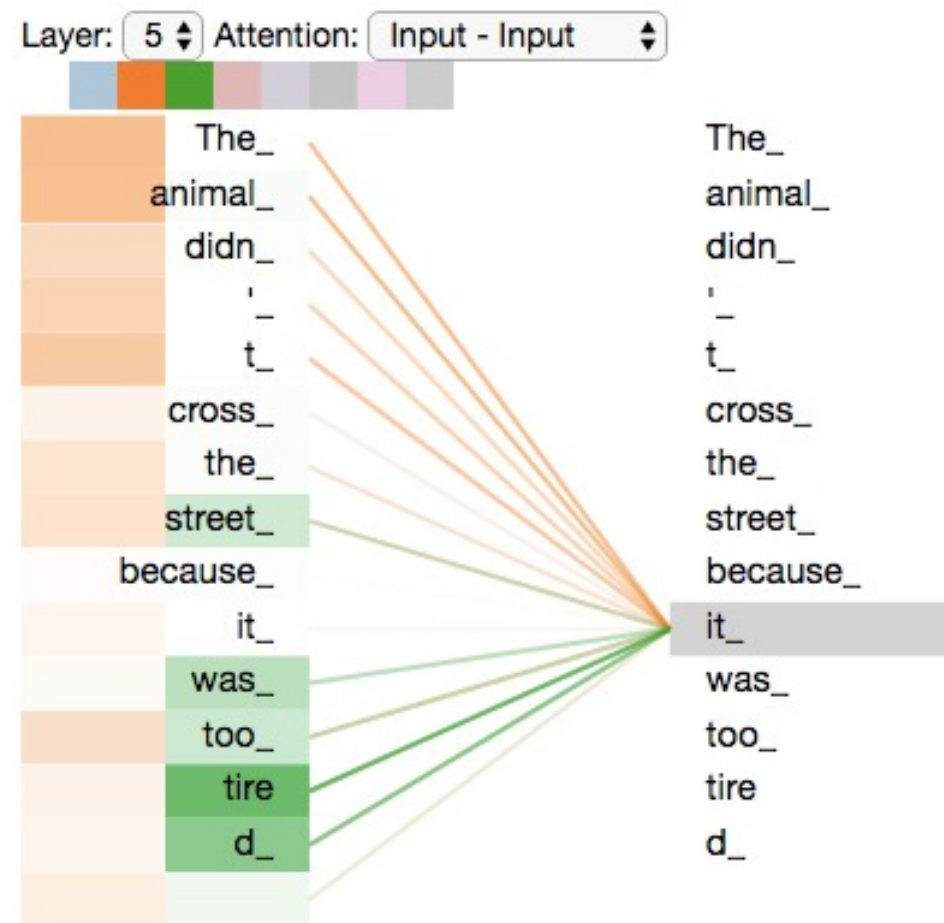 Layer: 5 Attention: Input - Input
The_ The_
animal_ animal_
didn_ didn_
'_ '_
t_ t_
cross_ cross_
the_ the_
street_ street_
because_ because_
it_ it_
was_ was_
too_ too_
tire tire
d_ d_